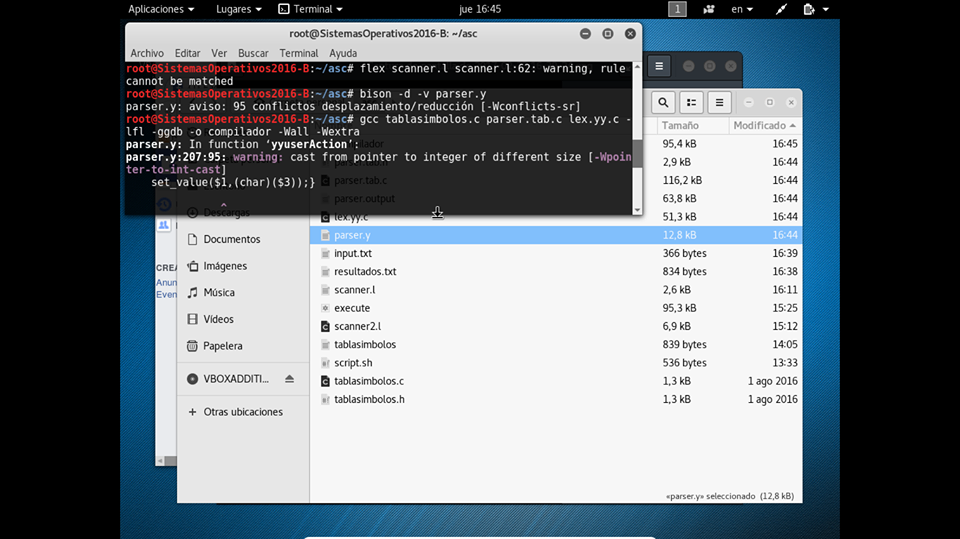 Aplicaciones Lugares Terminal jue 16:45 1 en
root@SistemasOperativos2016-B: ~/asc
Archivo Editar Ver Buscar Terminal Ayuda
root@SistemasOperativos2016-B:~/asc# flex scanner.l scanner.l:62: warning, rule
cannot be matched
root@SistemasOperativos2016-B:~/asc# bison -d -v parser.y
parser.y: aviso: 95 conflictos desplazamiento/reducción [-Wconflicts-sr]
root@SistemasOperativos2016-B:~/asc# gcc tablasimbolos.c parser.tab.c lex.yy.c -
lfl -ggdb -o compilador -Wall -Wextra
parser.y: In function ‘yyuserAction’:
parser.y:207:95: warning: cast from pointer to integer of different size [-Wpoin
ter-to-int-cast]
set_value($1,(char)($3));}
^
Tamaño Modificado
95,4 kB 16:45
2,9 kB 16:44
parser.tab.c 116,2 kB 16:44
parser.output 63,8 kB 16:44
lex.yy.c 51,3 kB 16:44
parser.y 12,8 kB 16:44
input.txt 366 bytes 16:39
resultados.txt 834 bytes 16:38
scanner.l 2,6 kB 16:11
execute 95,3 kB 15:25
scanner2.l 6,9 kB 15:12
tablasimbolos 839 bytes 14:05
script.sh 536 bytes 13:33
tablasimbolos.c 1,3 kB 1 ago 2016
tablasimbolos.h 1,3 kB 1 ago 2016
Descargas
Documentos
Imágenes
Música
Vídeos
Papelera
VBOXADDITI...
Otras ubicaciones
CREA
Anun
Even
«parser.y» seleccionado (12,8 kB)